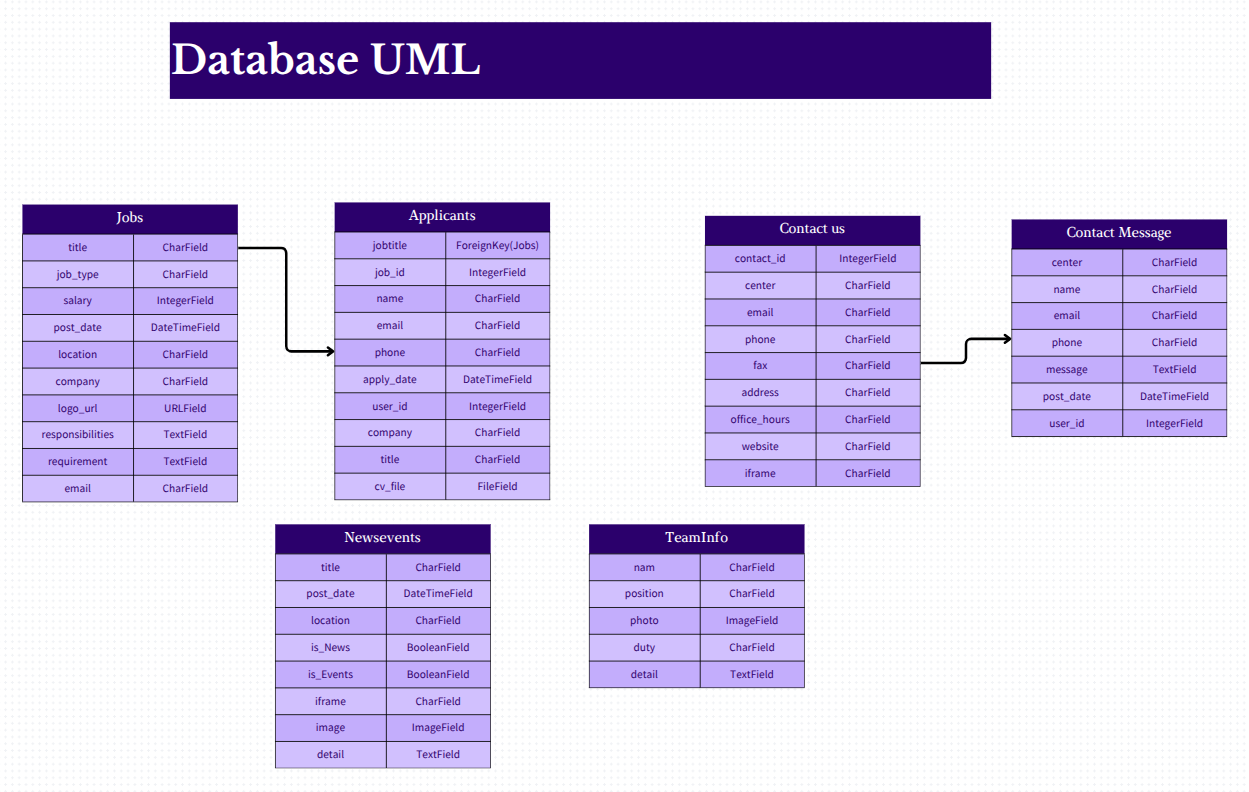 Database UML
Jobs
title CharField
job_type CharField
salary IntegerField
post_date DateTimeField
location CharField
company CharField
logo_url URLField
responsibilities TextField
requirement TextField
email CharField
Applicants
jobtitle ForeignKey(Jobs)
job_id IntegerField
name CharField
email CharField
phone CharField
apply_date DateTimeField
user_id IntegerField
company CharField
title CharField
cv_file FileField
Contact us
contact_id IntegerField
center CharField
email CharField
phone CharField
fax CharField
address CharField
office_hours CharField
website CharField
iframe CharField
Contact Message
center CharField
name CharField
email CharField
phone CharField
message TextField
post_date DateTimeField
user_id IntegerField
Newsevents
title CharField
post_date DateTimeField
location CharField
is_News BooleanField
is_Events BooleanField
iframe CharField
image ImageField
detail TextField
TeamInfo
nam CharField
position CharField
photo ImageField
duty CharField
detail TextField